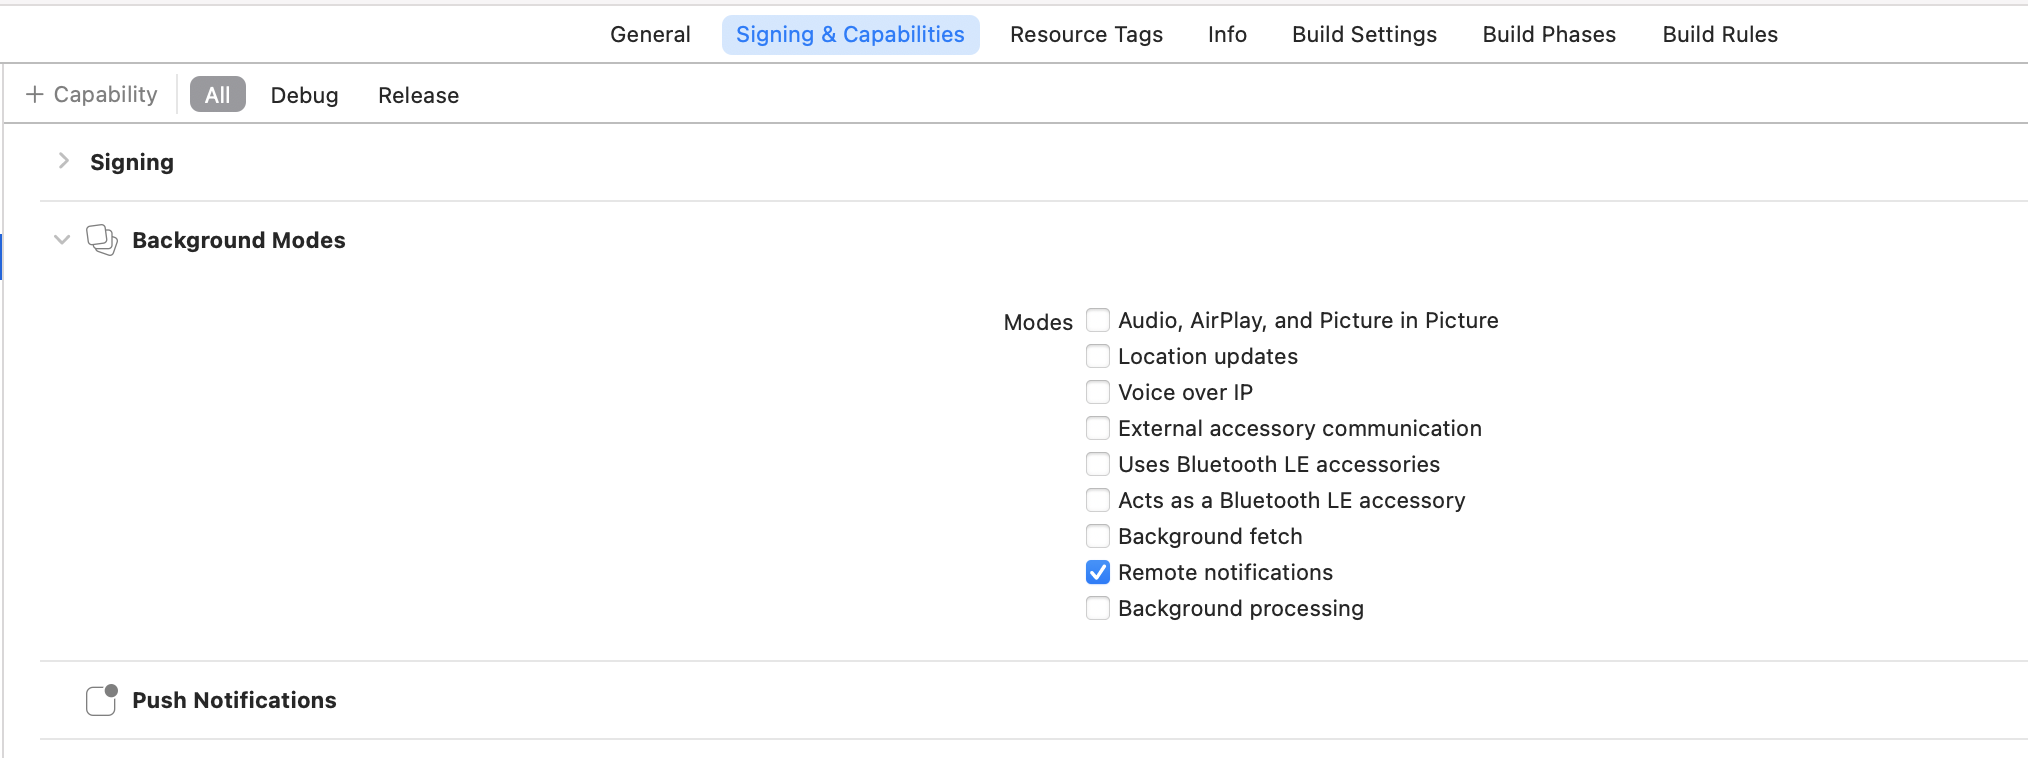 General Signing & Capabilities Resource Tags Info Build Settings Build Phases Build Rules
+ Capability All Debug Release
Signing
Background Modes
Modes Audio, AirPlay, and Picture in Picture
Location updates
Voice over IP
External accessory communication
Uses Bluetooth LE accessories
Acts as a Bluetooth LE accessory
Background fetch
Remote notifications
Background processing
Push Notifications